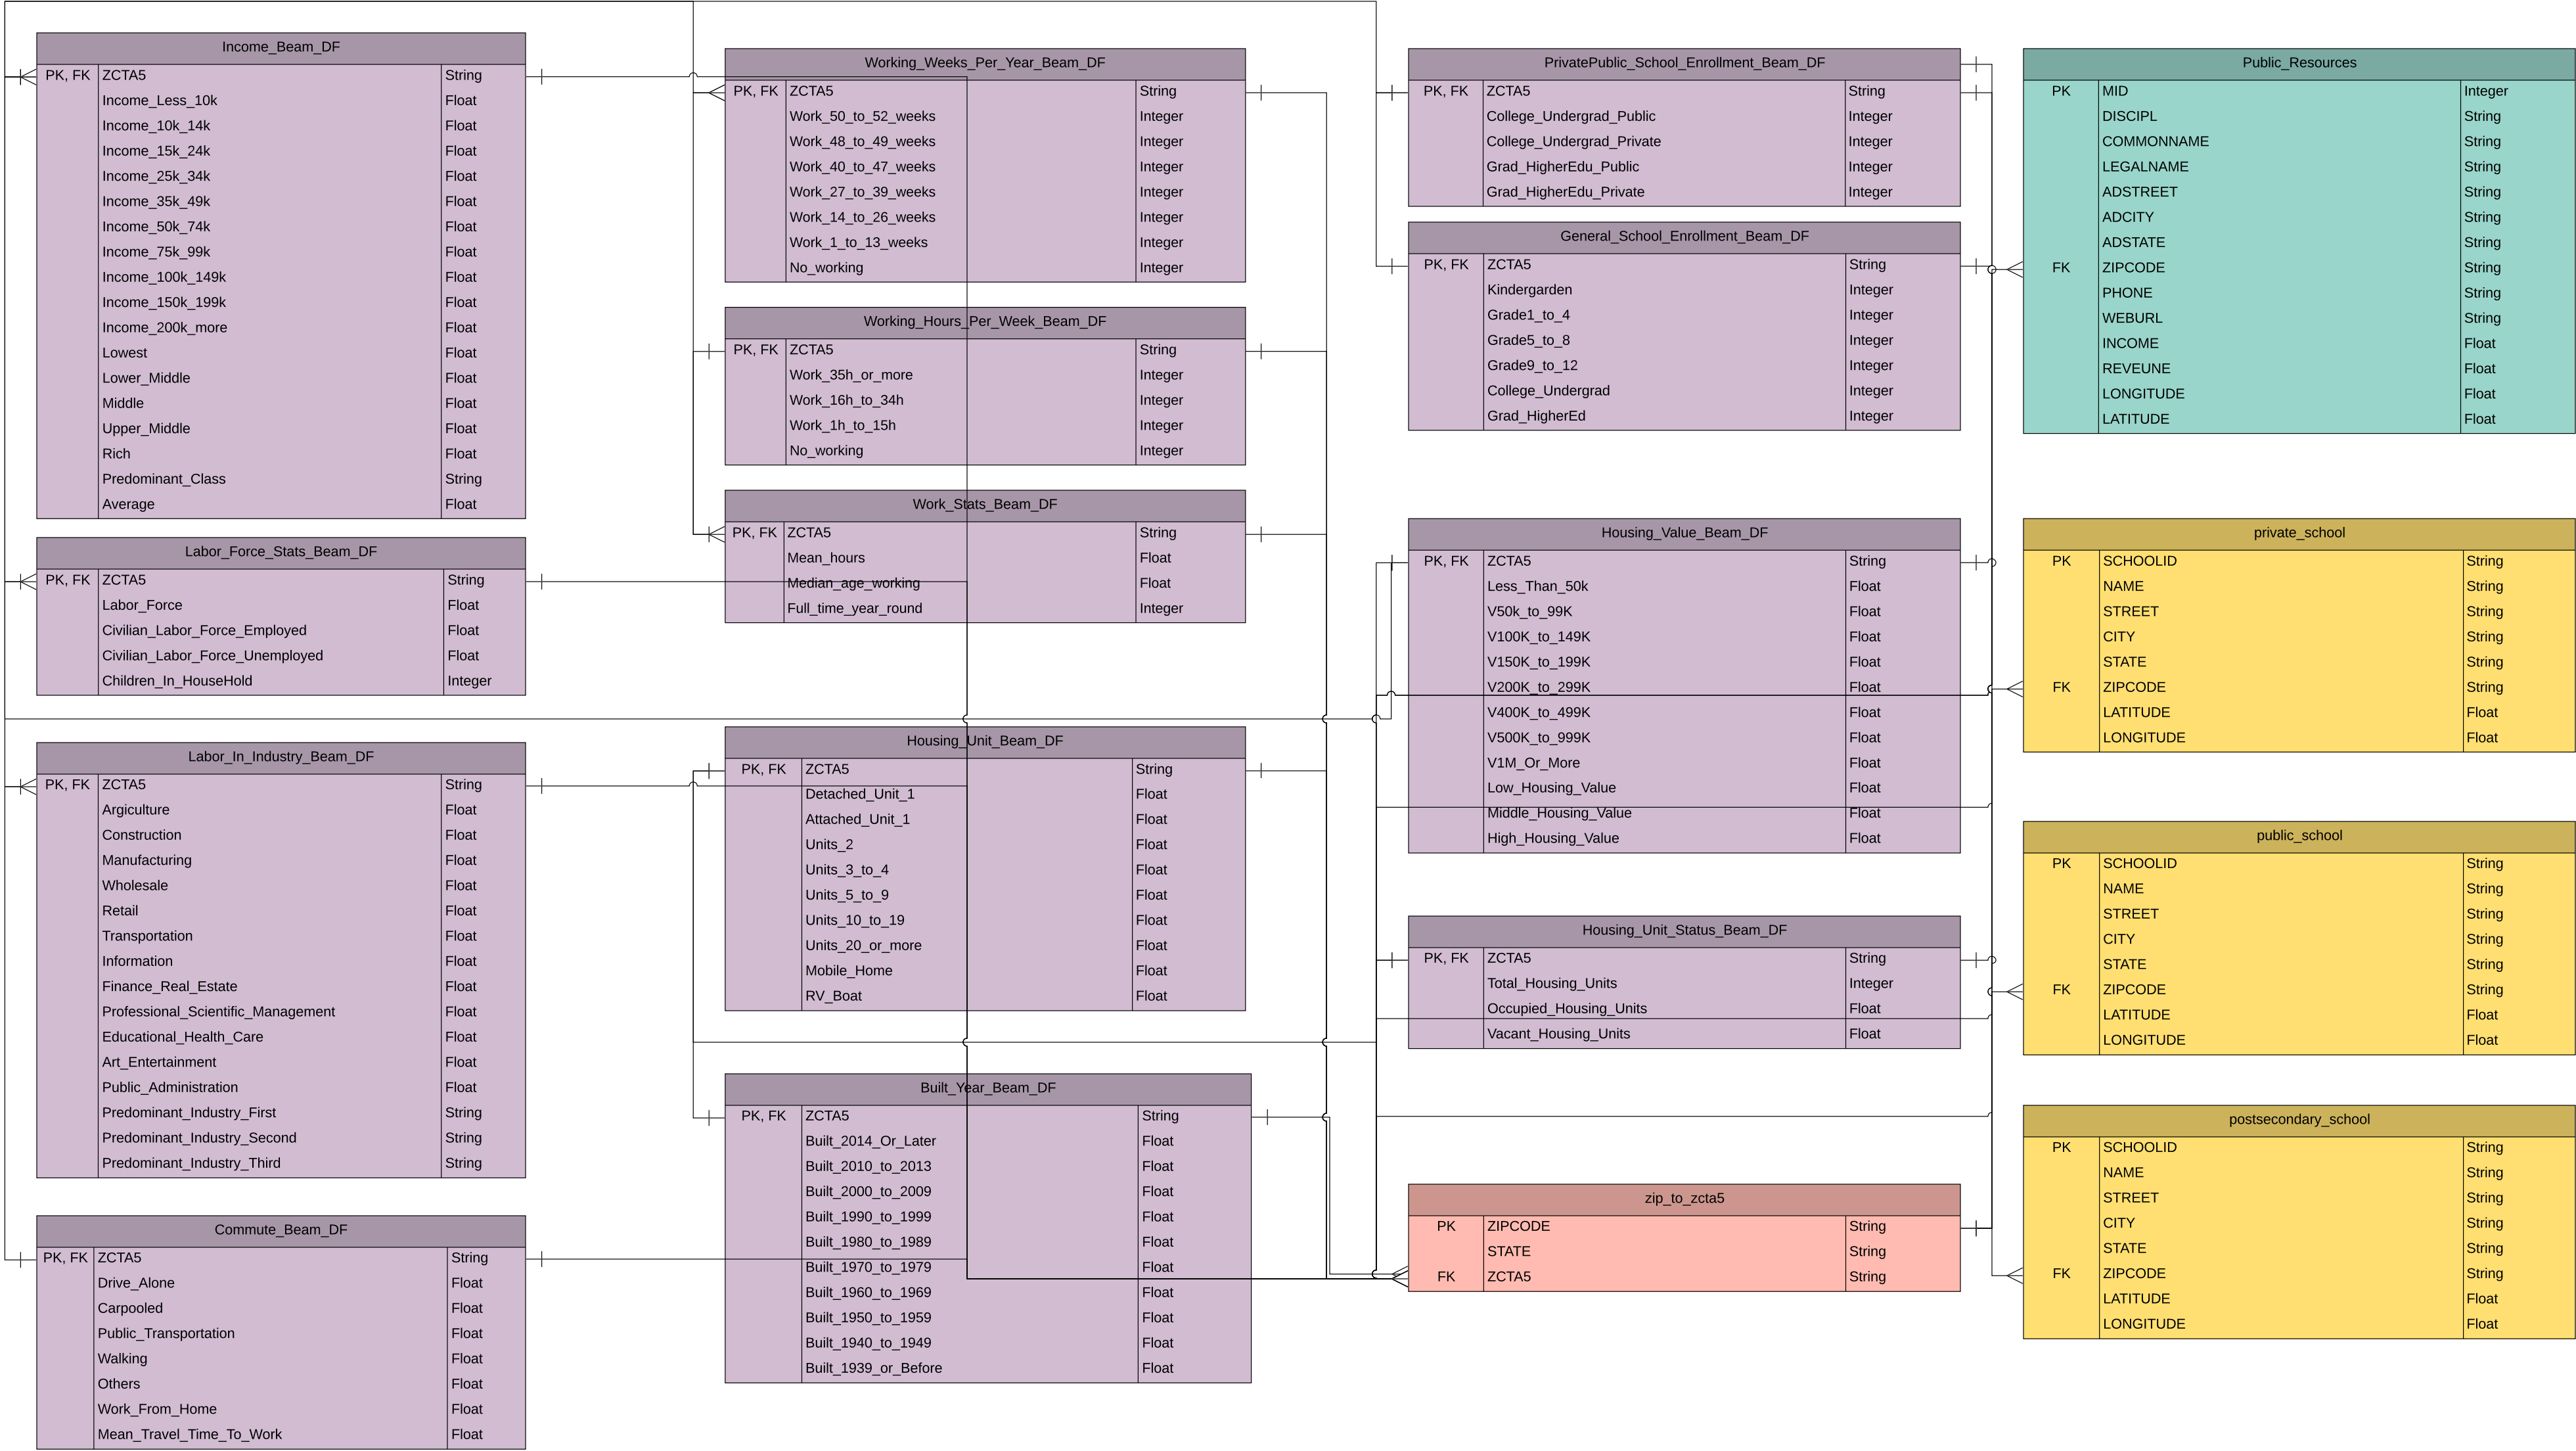 Income_Beam_DF
PK, FK ZCTA5 String
Income_Less_10k Float
Income_10k_14k Float
Income_15k_24k Float
Income_25k_34k Float
Income_35k_49k Float
Income_50k_74k Float
Income_75k_99k Float
Income_100k_149k Float
Income_150k_199k Float
Income_200k_more Float
Lowest Float
Lower_Middle Float
Middle Float
Upper_Middle Float
Rich Float
Predominant_Class String
Average Float
Labor_Force_Stats_Beam_DF
PK, FK ZCTA5 String
Labor_Force Float
Civilian_Labor_Force_Employed Float
Civilian_Labor_Force_Unemployed Float
Children_In_HouseHold Integer
Labor_In_Industry_Beam_DF
PK, FK ZCTA5 String
Argiculture Float
Construction Float
Manufacturing Float
Wholesale Float
Retail Float
Transportation Float
Information Float
Finance_Real_Estate Float
Professional_Scientific_Management Float
Educational_Health_Care Float
Art_Entertainment Float
Public_Administration Float
Predominant_Industry_First String
Predominant_Industry_Second String
Predominant_Industry_Third String
Commute_Beam_DF
PK, FK ZCTA5 String
Drive_Alone Float
Carpooled Float
Public_Transportation Float
Walking Float
Others Float
Work_From_Home Float
Mean_Travel_Time_To_Work Float
Working_Weeks_Per_Year_Beam_DF
PK, FK ZCTA5 String
Work_50_to_52_weeks Integer
Work_48_to_49_weeks Integer
Work_40_to_47_weeks Integer
Work_27_to_39_weeks Integer
Work_14_to_26_weeks Integer
Work_1_to_13_weeks Integer
No_working Integer
Working_Hours_Per_Week_Beam_DF
PK, FK ZCTA5 String
Work_35h_or_more Integer
Work_16h_to_34h Integer
Work_1h_to_15h Integer
No_working Integer
Work_Stats_Beam_DF
PK, FK ZCTA5 String
Mean_hours Float
Median_age_working Float
Full_time_year_round Integer
Housing_Unit_Beam_DF
PK, FK ZCTA5 String
Detached_Unit_1 Float
Attached_Unit_1 Float
Units_2 Float
Units_3_to_4 Float
Units_5_to_9 Float
Units_10_to_19 Float
Units_20_or_more Float
Mobile_Home Float
RV_Boat Float
Built_Year_Beam_DF
PK, FK ZCTA5 String
Built_2014_Or_Later Float
Built_2010_to_2013 Float
Built_2000_to_2009 Float
Built_1990_to_1999 Float
Built_1980_to_1989 Float
Built_1970_to_1979 Float
Built_1960_to_1969 Float
Built_1950_to_1959 Float
Built_1940_to_1949 Float
Built_1939_or_Before Float
PrivatePublic_School_Enrollment_Beam_DF
PK, FK ZCTA5 String
College_Undergrad_Public Integer
College_Undergrad_Private Integer
Grad_HigherEdu_Public Integer
Grad_HigherEdu_Private Integer
General_School_Enrollment_Beam_DF
PK, FK ZCTA5 String
Kindergarden Integer
Grade1_to_4 Integer
Grade5_to_8 Integer
Grade9_to_12 Integer
College_Undergrad Integer
Grad_HigherEd Integer
Housing_Value_Beam_DF
PK, FK ZCTA5 String
Less_Than_50k Float
V50k_to_99K Float
V100K_to_149K Float
V150K_to_199K Float
V200K_to_299K Float
V400K_to_499K Float
V500K_to_999K Float
V1M_Or_More Float
Low_Housing_Value Float
Middle_Housing_Value Float
High_Housing_Value Float
Housing_Unit_Status_Beam_DF
PK, FK ZCTA5 String
Total_Housing_Units Integer
Occupied_Housing_Units Float
Vacant_Housing_Units Float
zip_to_zcta5
PK ZIPCODE String
STATE String
FK ZCTA5 String
Public_Resources
PK MID Integer
DISCIPL String
COMMONNAME String
LEGALNAME String
ADSTREET String
ADCITY String
ADSTATE String
FK ZIPCODE String
PHONE String
WEBURL String
INCOME Float
REVEUNE Float
LONGITUDE Float
LATITUDE Float
private_school
PK SCHOOLID String
NAME String
STREET String
CITY String
STATE String
FK ZIPCODE String
LATITUDE Float
LONGITUDE Float
public_school
PK SCHOOLID String
NAME String
STREET String
CITY String
STATE String
FK ZIPCODE String
LATITUDE Float
LONGITUDE Float
postsecondary_school
PK SCHOOLID String
NAME String
STREET String
CITY String
STATE String
FK ZIPCODE String
LATITUDE Float
LONGITUDE Float